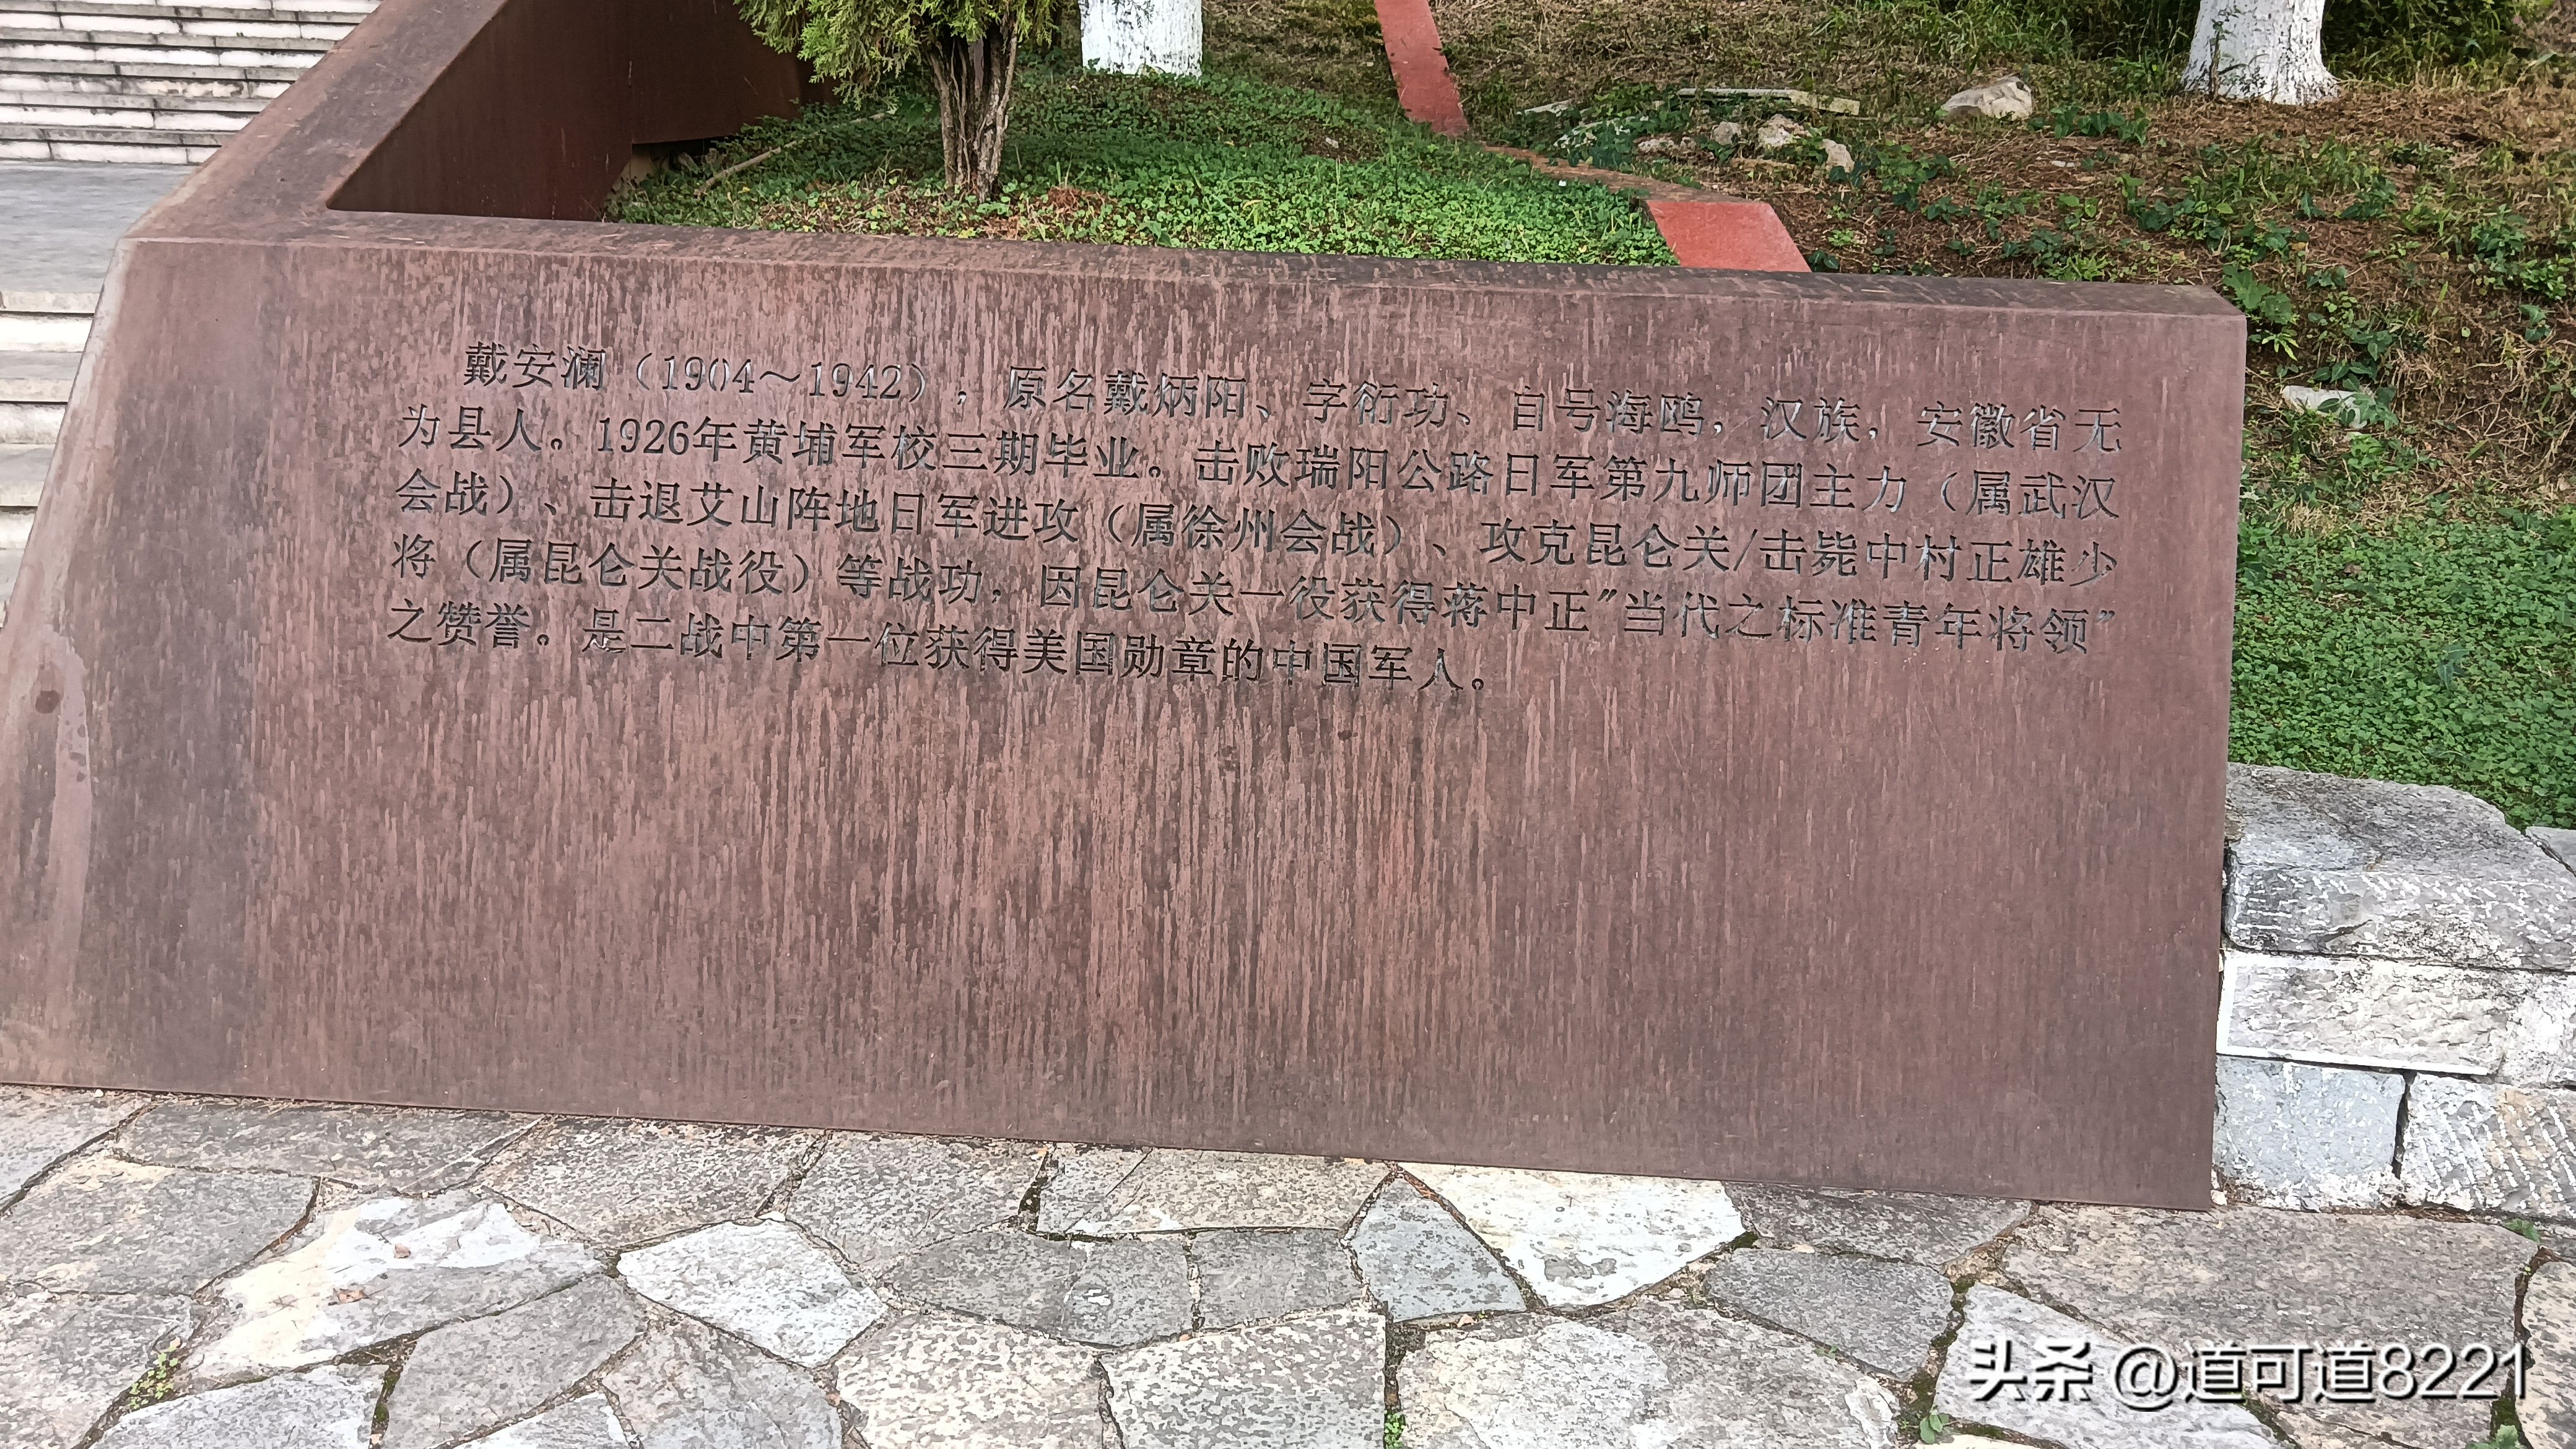 戴安澜（1904～1942），原名戴炳阳、字衍功、自号海鸥，汉族，安徽省无
为县人。1926年黄埔军校三期毕业。击败瑞阳公路日军第九师团主力（属武汉
会战）、击退艾山阵地日军进攻（属徐州会战）、攻克昆仑关/击毙中村正雄少
将（属昆仑关战役）等战功，因昆仑关一役获得蒋中正"当代之标准青年将领"
之赞誉。是二战中第一位获得美国勋章的中国军人。
头条 @道可道8221